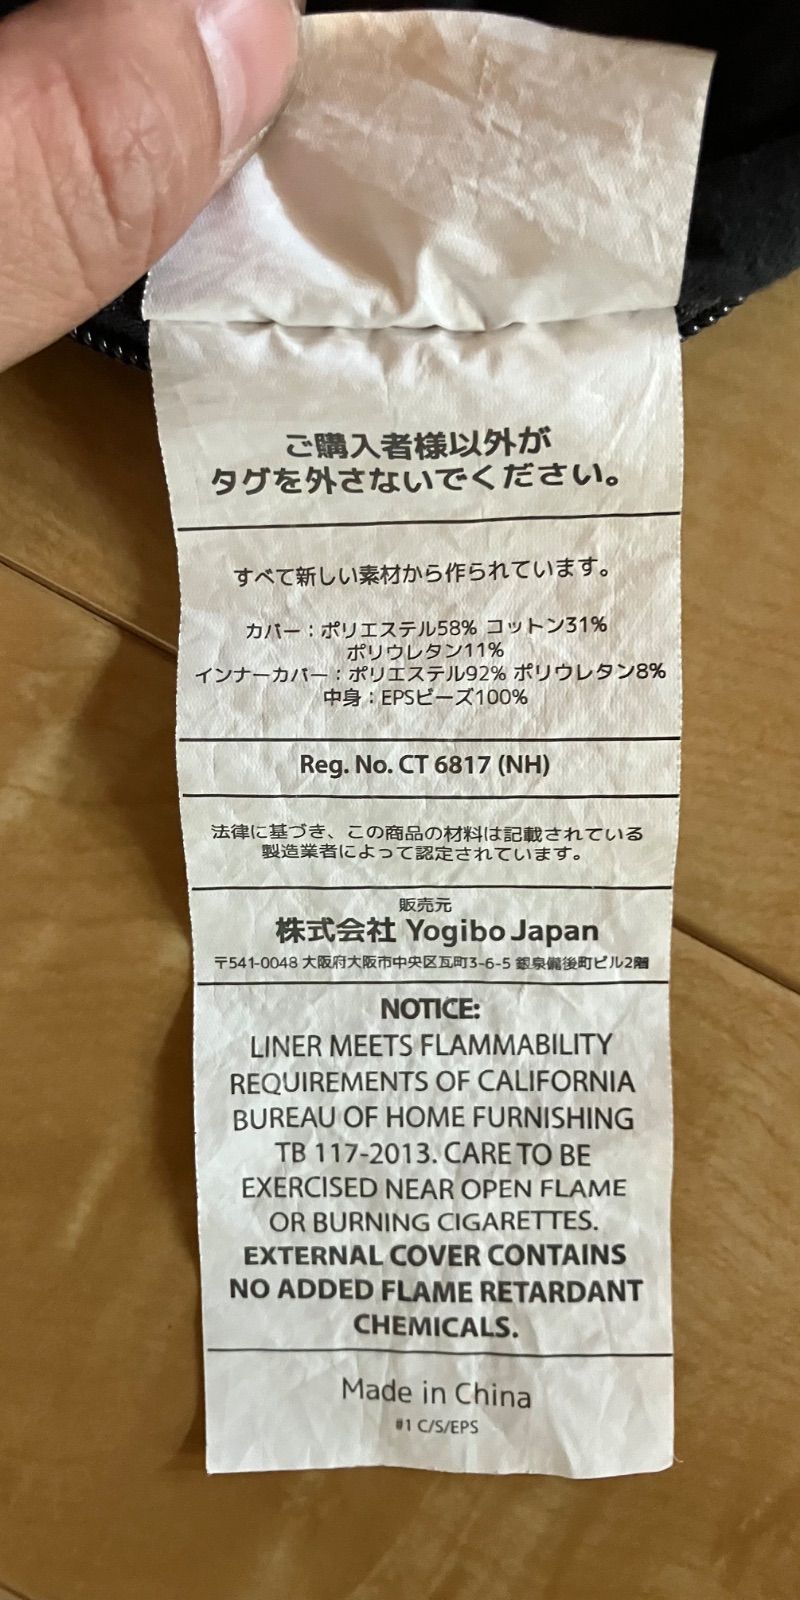 ご購入者様以外が
タグを外さないでください。
すべて新しい素材から作られています。
カバー：ポリエステル58% コットン31%
ポリウレタン11%
インナーカバー：ポリエステル92% ポリウレタン8%
中身：EPSビーズ100%
Reg. No. CT 6817 (NH)
法律に基づき、この商品の材料は記載されている
製造業者によって認定されています。
販売元
株式会社 Yogibo Japan
〒541-0048 大阪府大阪市中央区瓦町3-6-5 銀泉備後町ビル2階
NOTICE:
LINER MEETS FLAMMABILITY
REQUIREMENTS OF CALIFORNIA
BUREAU OF HOME FURNISHING
TB 117-2013. CARE TO BE
EXERCISED NEAR OPEN FLAME
OR BURNING CIGARETTES.
EXTERNAL COVER CONTAINS
NO ADDED FLAME RETARDANT
CHEMICALS.
Made in China
#1 C/S/EPS